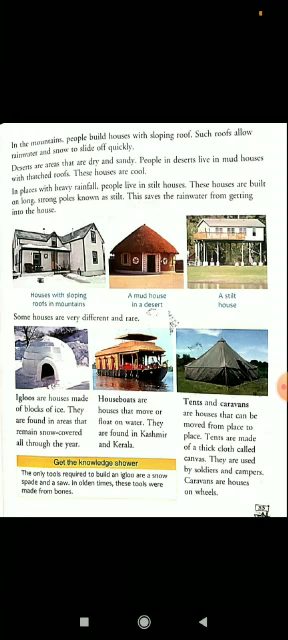 In the mountains, people build houses with sloping roof. Such roofs allow
rainwater and snow to slide off quickly.
Deserts are areas that are dry and sandy. People in deserts live in mud houses
with thatched roofs. These houses are cool.
In places with heavy rainfall, people live in stilt houses. These houses are built
on long, strong poles known as stilt. This saves the rainwater from getting
into the house.
Houses with sloping
roofs in mountains
A mud house
in a desert
A stilt
house
Some houses are very different and rare.
Igloos are houses made
of blocks of ice. They
are found in areas that
remain snow-covered
all through the year.
Houseboats are
houses that move or
float on water. They
are found in Kashmir
and Kerala.
Tents and caravans
are houses that can be
moved from place to
place. Tents are made
of a thick cloth called
canvas. They are used
by soldiers and campers.
Caravans are houses
on wheels.
Get the knowledge shower
The only tools required to build an igloo are a snow
spade and a saw. In olden times, these tools were
made from bones.